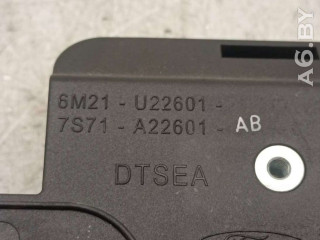 6M21 - U22601 -
7S71 - A22601 - AB
DTSEA
A6.BY